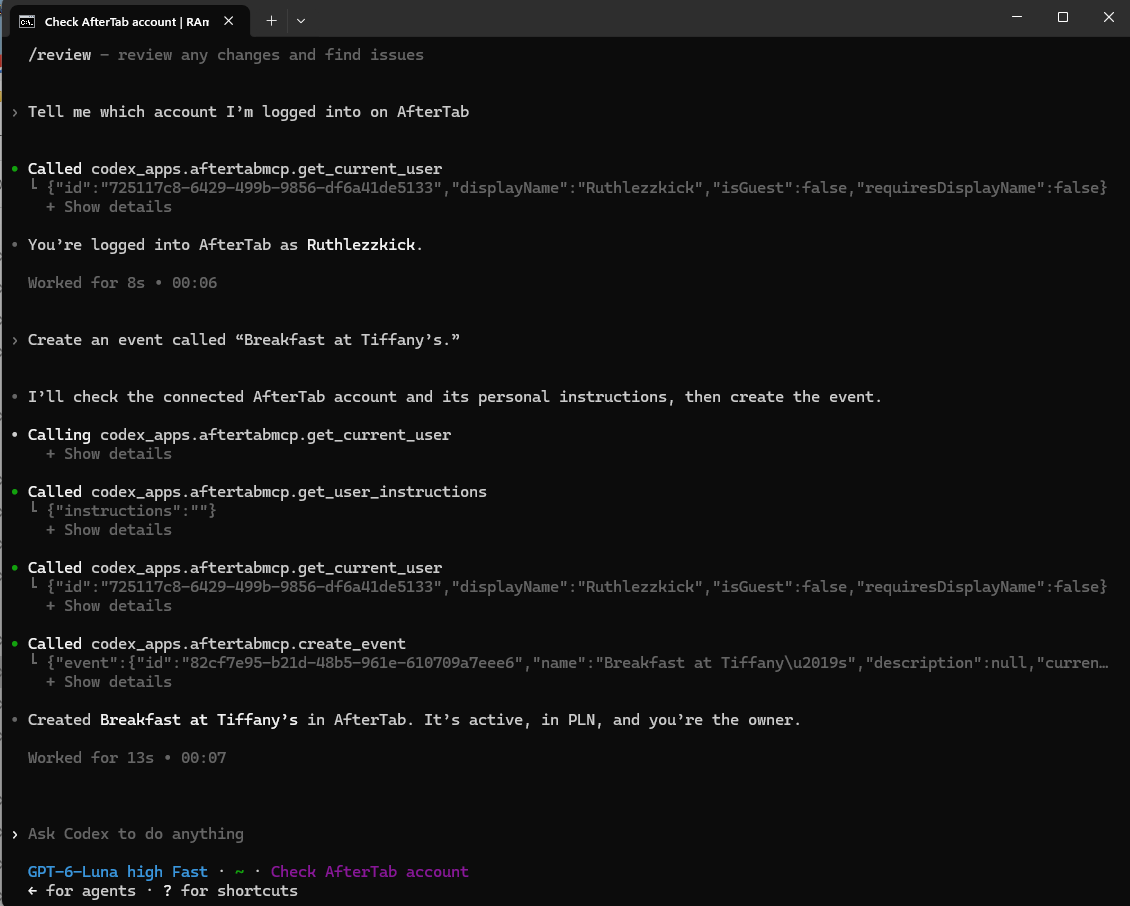 Check AfterTab account | RAm
/review – review any changes and find issues
› Tell me which account I’m logged into on AfterTab
• Called codex_apps.aftertabmcp.get_current_user
└ {"id":"725117c8-6429-499b-9856-df6a41de5133","displayName":"Ruthlezzkick","isGuest":false,"requiresDisplayName":false}
+ Show details
• You’re logged into AfterTab as Ruthlezzkick.
Worked for 8s • 00:06
› Create an event called “Breakfast at Tiffany’s.”
• I’ll check the connected AfterTab account and its personal instructions, then create the event.
• Calling codex_apps.aftertabmcp.get_current_user
+ Show details
• Called codex_apps.aftertabmcp.get_user_instructions
└ {"instructions":""}
+ Show details
• Called codex_apps.aftertabmcp.get_current_user
└ {"id":"725117c8-6429-499b-9856-df6a41de5133","displayName":"Ruthlezzkick","isGuest":false,"requiresDisplayName":false}
+ Show details
• Called codex_apps.aftertabmcp.create_event
└ {"event":{"id":"82cf7e95-b21d-48b5-961e-610709a7eee6","name":"Breakfast at Tiffany\u2019s","description":null,"curren…
+ Show details
• Created Breakfast at Tiffany’s in AfterTab. It’s active, in PLN, and you’re the owner.
Worked for 13s • 00:07
› Ask Codex to do anything
GPT-6-Luna high Fast · ~ · Check AfterTab account
← for agents · ? for shortcuts